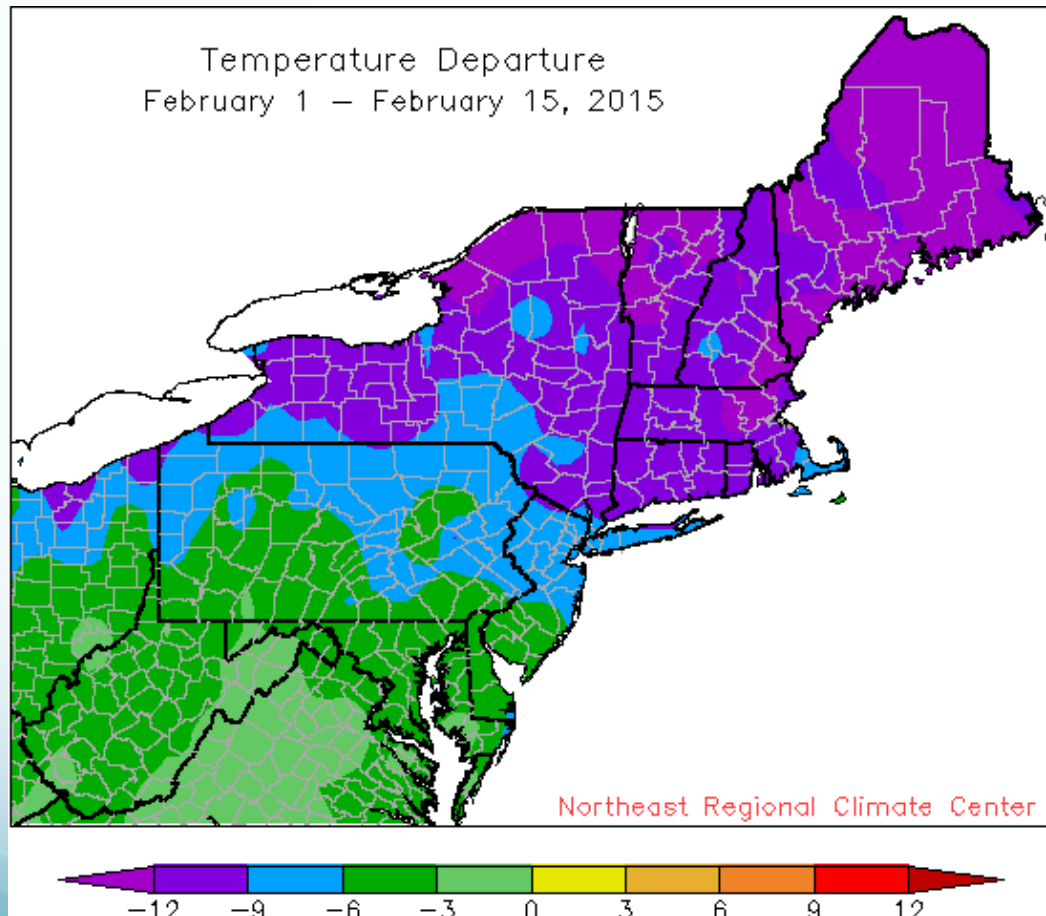 Temperature Departure
February 1 – February 15, 2015
Northeast Regional Climate Center
−12 −9 −6 −3 0 3 6 9 12